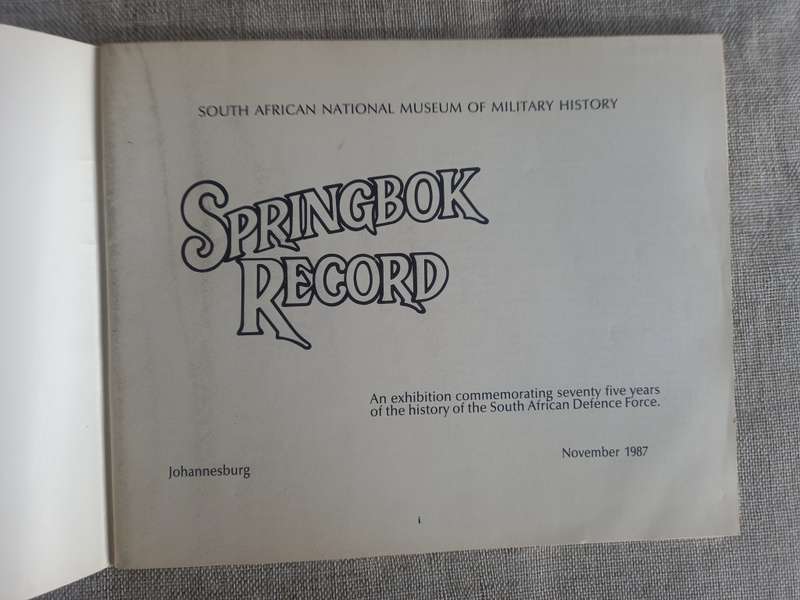 SOUTH AFRICAN NATIONAL MUSEUM OF MILITARY HISTORY
SPRINGBOK
RECORD
An exhibition commemorating seventy five years
of the history of the South African Defence Force.
November 1987
Johannesburg
i